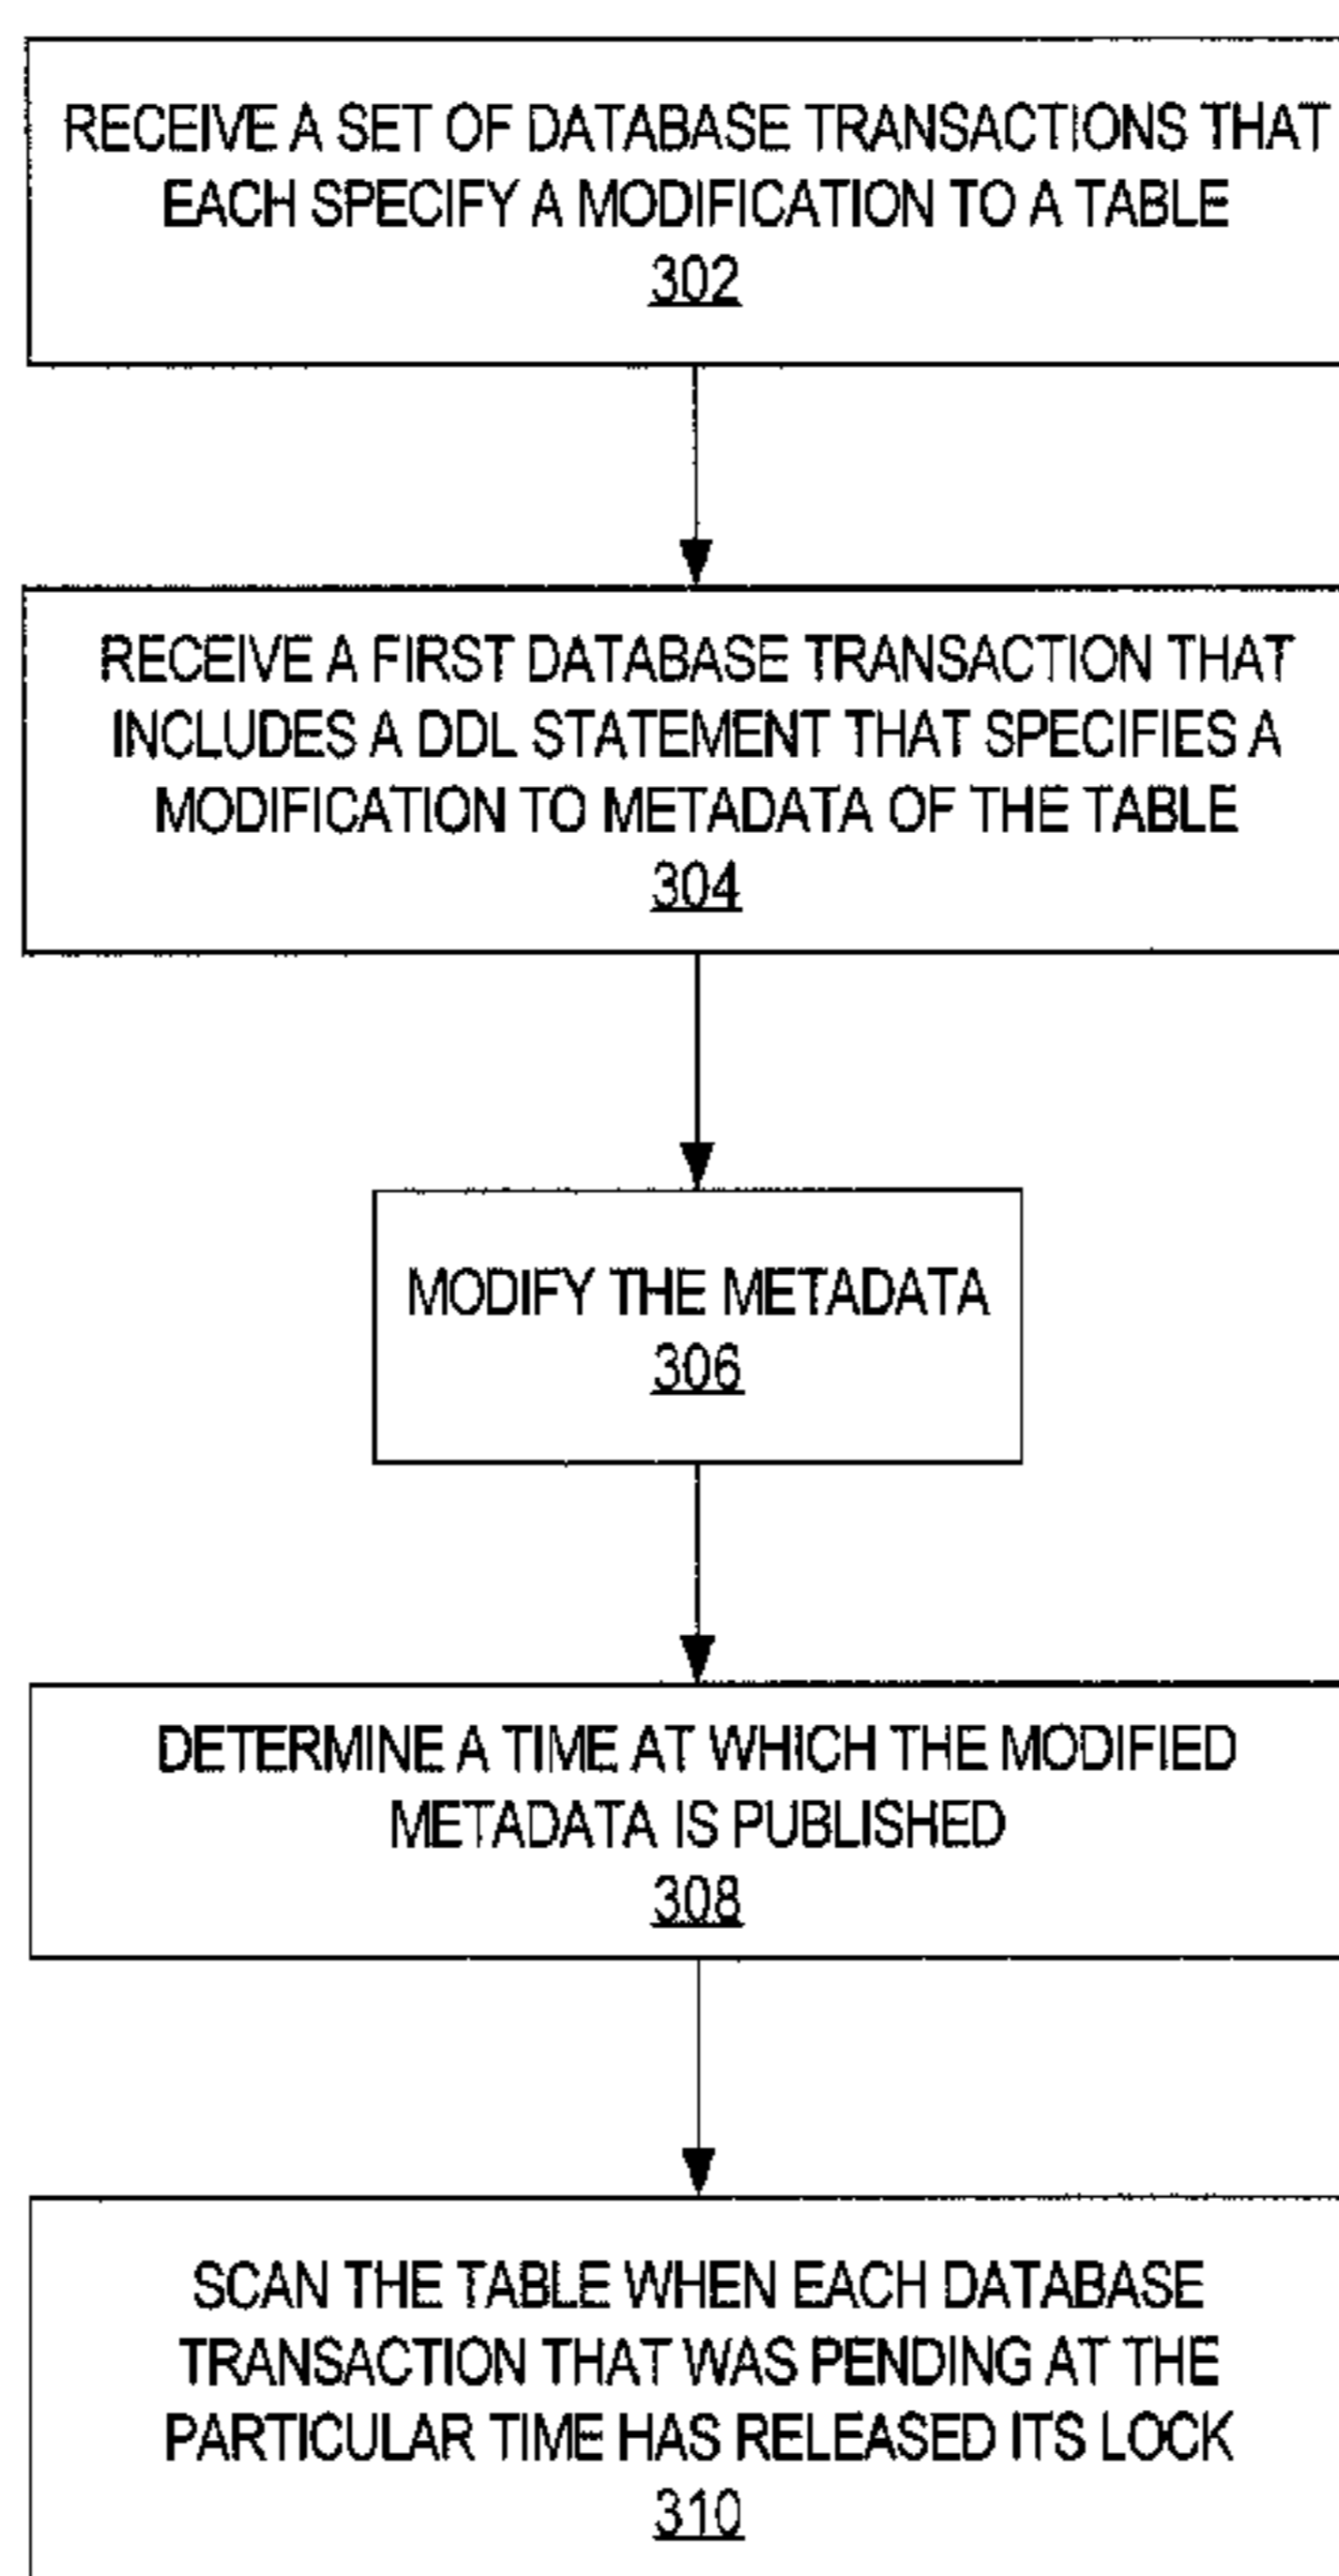 RECEIVE A SET OF DATABASE TRANSACTIONS THAT
EACH SPECIFY A MODIFICATION TO A TABLE
302
RECEIVE A FIRST DATABASE TRANSACTION THAT
INCLUDES A DDL STATEMENT THAT SPECIFIES A
MODIFICATION TO METADATA OF THE TABLE
304
MODIFY THE METADATA
306
DETERMINE A TIME AT WHICH THE MODIFIED
METADATA IS PUBLISHED
308
SCAN THE TABLE WHEN EACH DATABASE
TRANSACTION THAT WAS PENDING AT THE
PARTICULAR TIME HAS RELEASED ITS LOCK
310